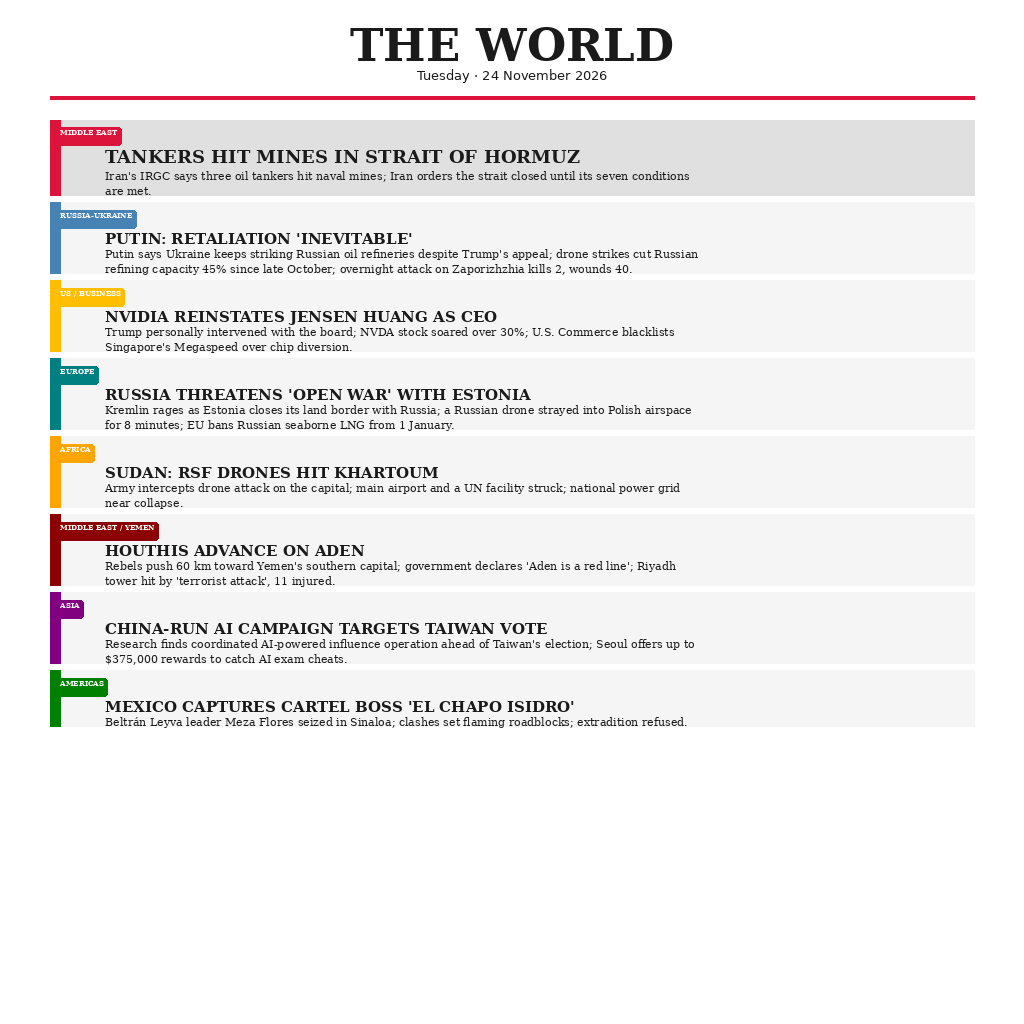 THE WORLD
Tuesday · 24 November 2026
MIDDLE EAST
TANKERS HIT MINES IN STRAIT OF HORMUZ
Iran's IRGC says three oil tankers hit naval mines; Iran orders the strait closed until its seven conditions
are met.
RUSSIA-UKRAINE
PUTIN: RETALIATION 'INEVITABLE'
Putin says Ukraine keeps striking Russian oil refineries despite Trump's appeal; drone strikes cut Russian
refining capacity 45% since late October; overnight attack on Zaporizhzhia kills 2, wounds 40.
US / BUSINESS
NVIDIA REINSTATES JENSEN HUANG AS CEO
Trump personally intervened with the board; NVDA stock soared over 30%; U.S. Commerce blacklists
Singapore's Megaspeed over chip diversion.
EUROPE
RUSSIA THREATENS 'OPEN WAR' WITH ESTONIA
Kremlin rages as Estonia closes its land border with Russia; a Russian drone strayed into Polish airspace
for 8 minutes; EU bans Russian seaborne LNG from 1 January.
AFRICA
SUDAN: RSF DRONES HIT KHARTOUM
Army intercepts drone attack on the capital; main airport and a UN facility struck; national power grid
near collapse.
MIDDLE EAST / YEMEN
HOUTHIS ADVANCE ON ADEN
Rebels push 60 km toward Yemen's southern capital; government declares 'Aden is a red line'; Riyadh
tower hit by 'terrorist attack', 11 injured.
ASIA
CHINA-RUN AI CAMPAIGN TARGETS TAIWAN VOTE
Research finds coordinated AI-powered influence operation ahead of Taiwan's election; Seoul offers up to
$375,000 rewards to catch AI exam cheats.
AMERICAS
MEXICO CAPTURES CARTEL BOSS 'EL CHAPO ISIDRO'
Beltrán Leyva leader Meza Flores seized in Sinaloa; clashes set flaming roadblocks; extradition refused.